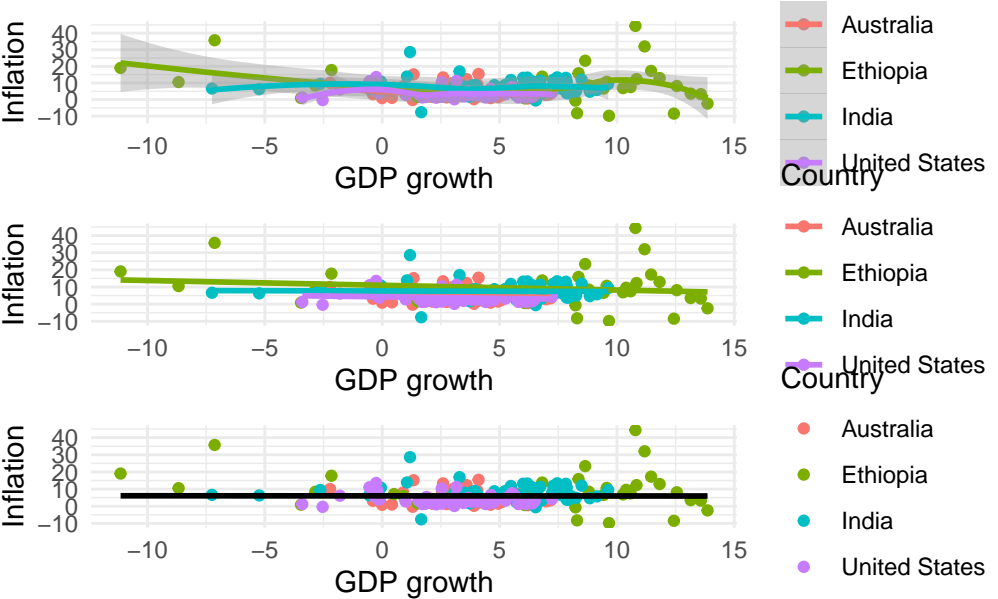 Inflation
40
30
20
10
0
−10
−10 −5 0 5 10 15
GDP growth
Australia
Ethiopia
India
United States
Country
Inflation
40
30
20
10
0
−10
−10 −5 0 5 10 15
GDP growth
Australia
Ethiopia
India
United States
Country
Inflation
40
30
20
10
0
−10
−10 −5 0 5 10 15
GDP growth
Australia
Ethiopia
India
United States